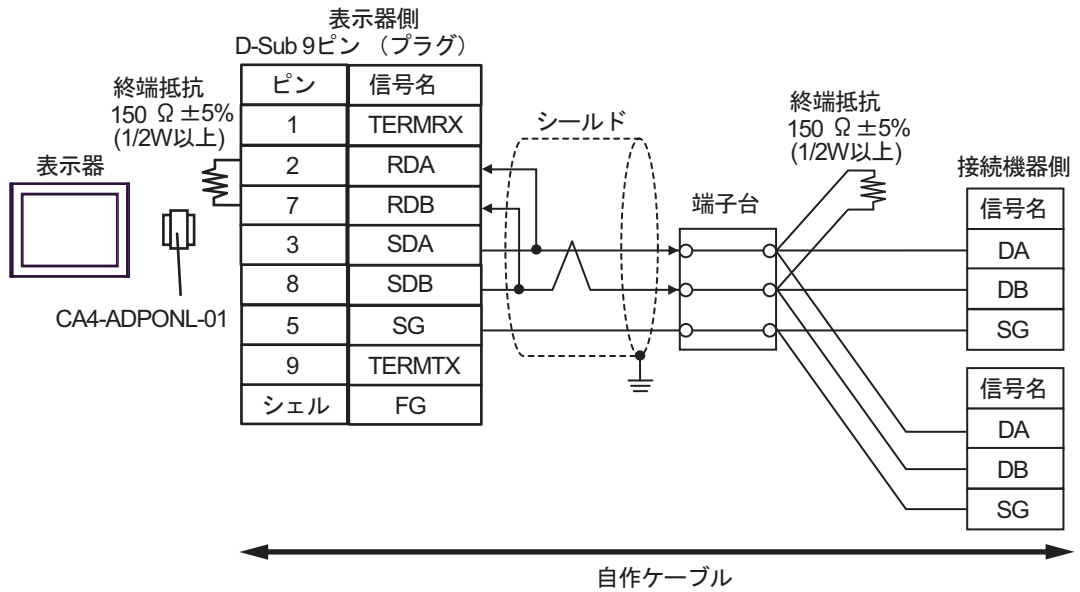 表示器側
D-Sub 9ピン （プラグ）
ピン 信号名
1 TERMRX
2 RDA
7 RDB
3 SDA
8 SDB
5 SG
9 TERMTX
シェル FG
終端抵抗
150 Ω ±5%
(1/2W以上)
表示器
CA4-ADPONL-01
シールド
端子台
終端抵抗
150 Ω ±5%
(1/2W以上)
接続機器側
信号名
DA
DB
SG
信号名
DA
DB
SG
自作ケーブル